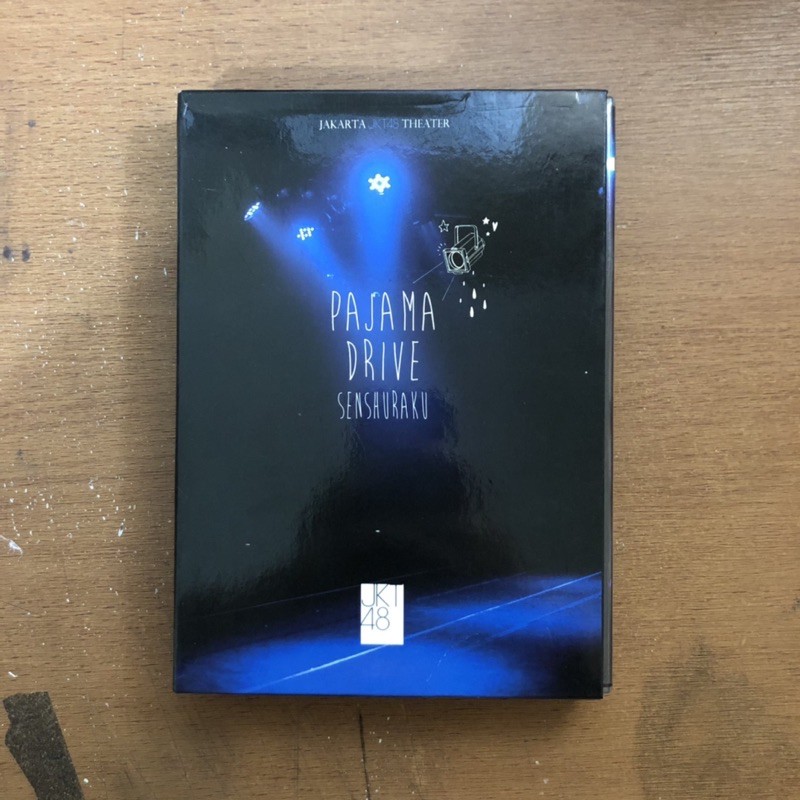 JAKARTA JKT48 THEATER
PAJAMA
DRIVE
SENSHURAKU
JKT
48